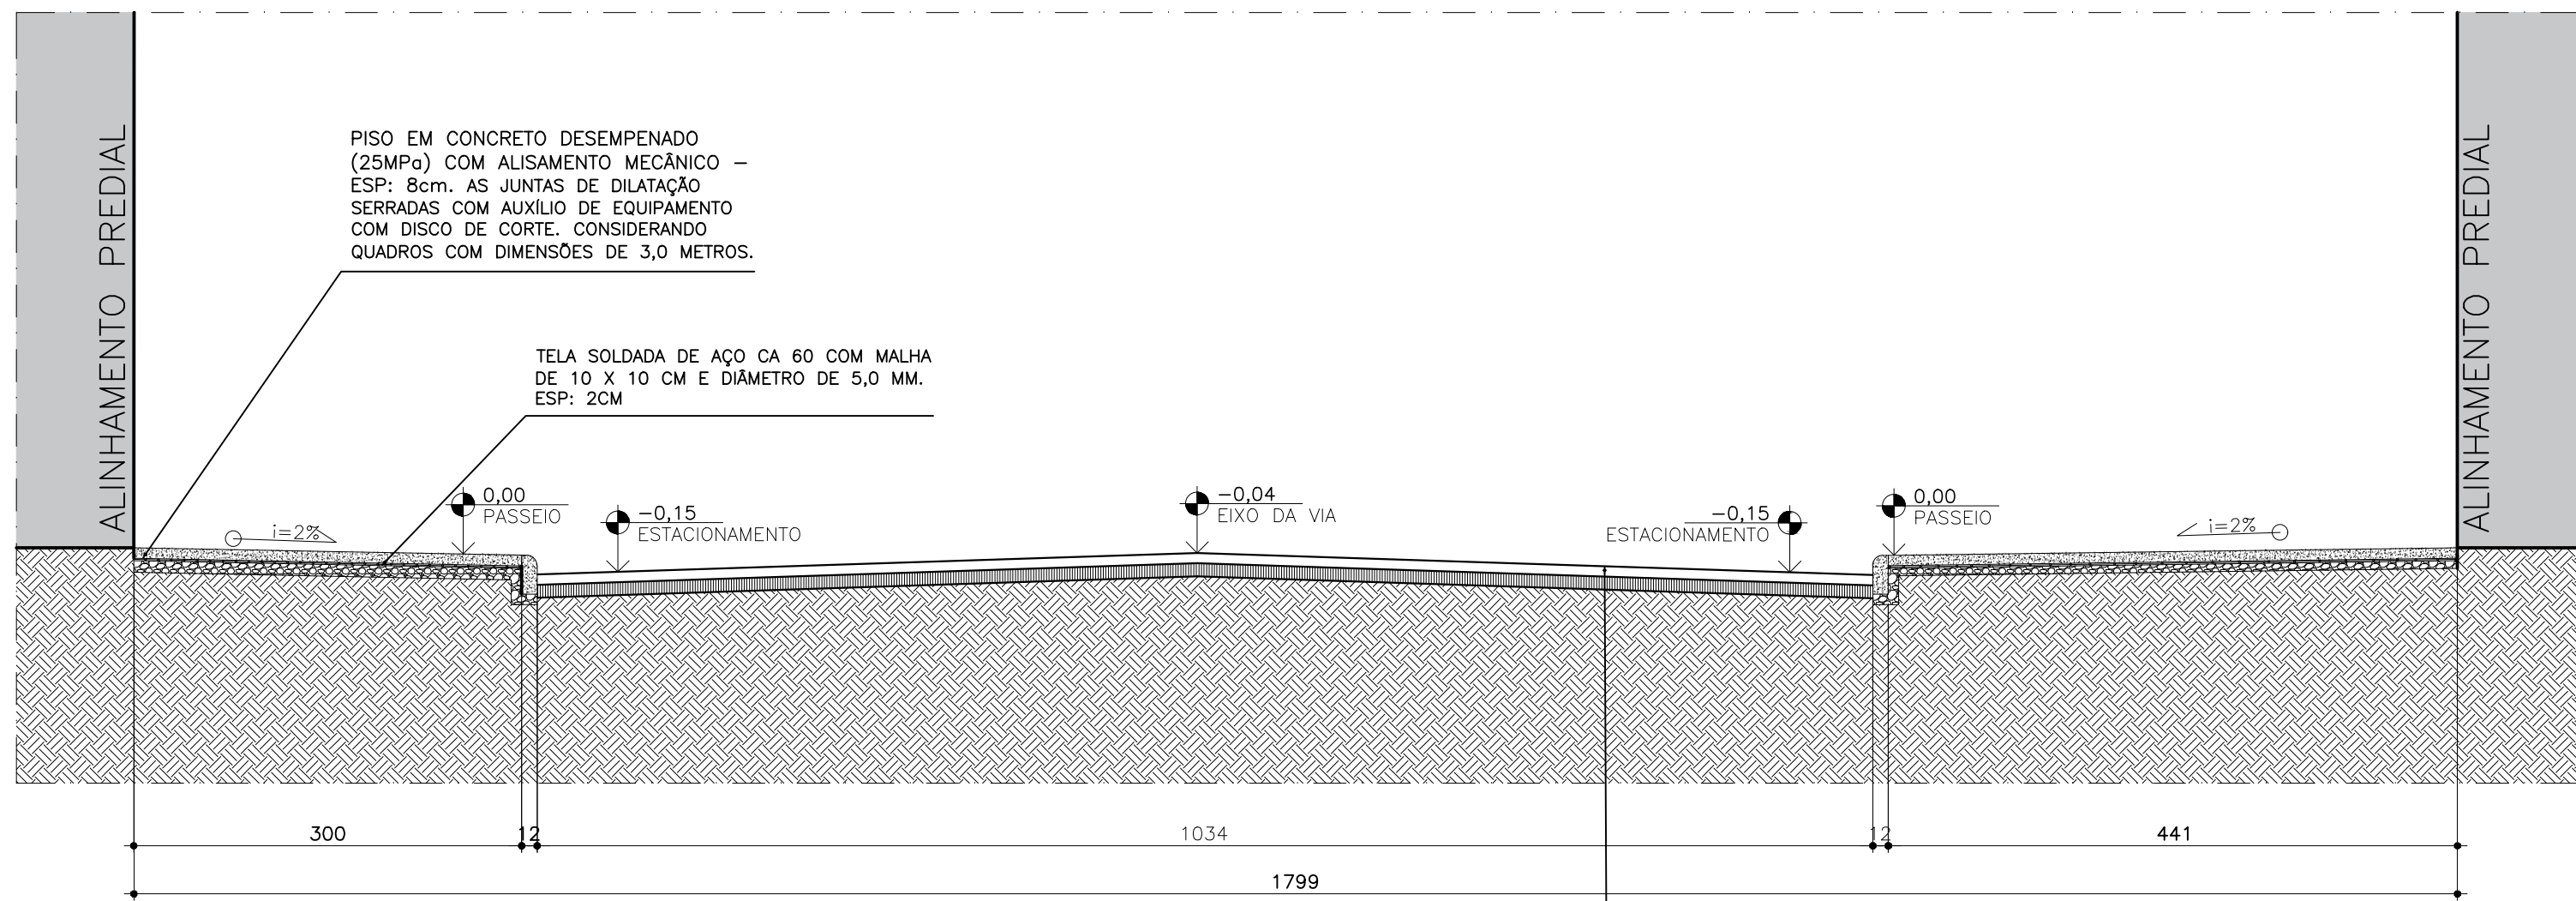 ALINHAMENTO PREDIAL
PISO EM CONCRETO DESEMPENADO
(25MPa) COM ALISAMENTO MECÂNICO –
ESP: 8cm. AS JUNTAS DE DILATAÇÃO
SERRADAS COM AUXÍLIO DE EQUIPAMENTO
COM DISCO DE CORTE. CONSIDERANDO
QUADROS COM DIMENSÕES DE 3,0 METROS.
TELA SOLDADA DE AÇO CA 60 COM MALHA
DE 10 X 10 CM E DIÂMETRO DE 5,0 MM.
ESP: 2CM
ALINHAMENTO PREDIAL
i=2%
0,00
PASSEIO
-0,15
ESTACIONAMENTO
-0,04
EIXO DA VIA
-0,15
ESTACIONAMENTO
0,00
PASSEIO
i=2%
300
12
1034
12
441
1799